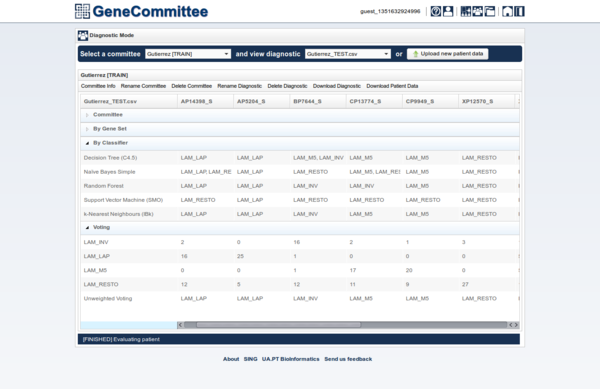 GeneCommittee
guest_1351632924996
Diagnostic Mode
Select a committee Gutierrez [TRAIN] and view diagnostic Gutierrez_TEST.csv or Upload new patient data
Gutierrez [TRAIN]
Committee Info Rename Committee Delete Committee Rename Diagnostic Delete Diagnostic Download Diagnostic Download Patient Data
Gutierrez_TEST.csv AP14398_S AP5204_S BP7644_S CP13774_S CP9949_S XP12570_S
Committee
By Gene Set
By Classifier
Decision Tree (C4.5) LAM_LAP LAM_LAP LAM_M5, LAM_INV LAM_M5 LAM_M5 LAM_RESTO
Naïve Bayes Simple LAM_LAP, LAM_RE LAM_LAP LAM_RESTO LAM_M5, LAM_RES LAM_M5 LAM_RESTO
Random Forest LAM_LAP LAM_LAP LAM_INV LAM_INV LAM_M5 LAM_RESTO
Support Vector Machine (SMO) LAM_RESTO LAM_LAP LAM_RESTO LAM_RESTO LAM_RESTO LAM_RESTO
k-Nearest Neighbours (IBk) LAM_LAP LAM_LAP LAM_INV LAM_M5 LAM_M5 LAM_RESTO
Voting
LAM_INV 2 0 16 2 1 3
LAM_LAP 16 25 1 0 0 0
LAM_M5 0 0 1 17 20 0
LAM_RESTO 12 5 12 11 9 27
Unweighted Voting LAM_LAP LAM_LAP LAM_INV LAM_M5 LAM_M5 LAM_RESTO
[FINISHED] Evaluating patient
About SING UA.PT Bioinformatics Send us feedback